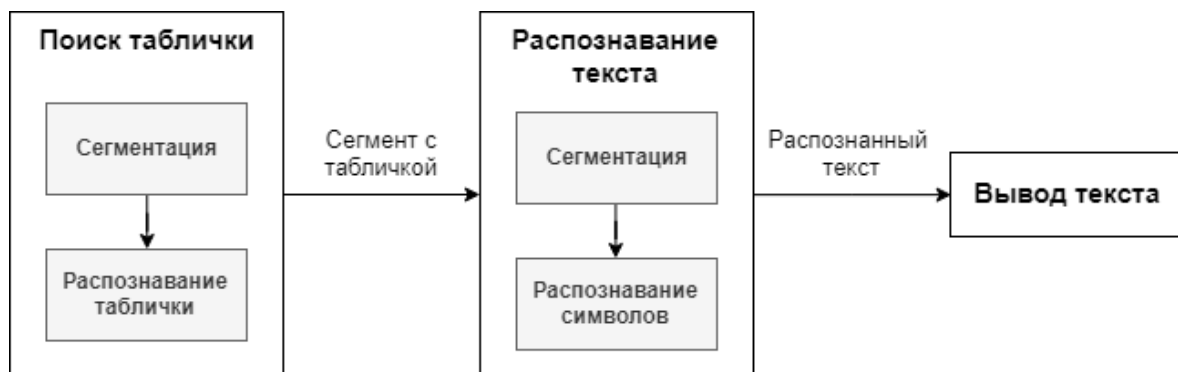 Поиск таблички
Сегментация
Распознавание
таблички
Сегмент с
табличкой
Распознавание
текста
Сегментация
Распознавание
символов
Распознанный
текст
Вывод текста